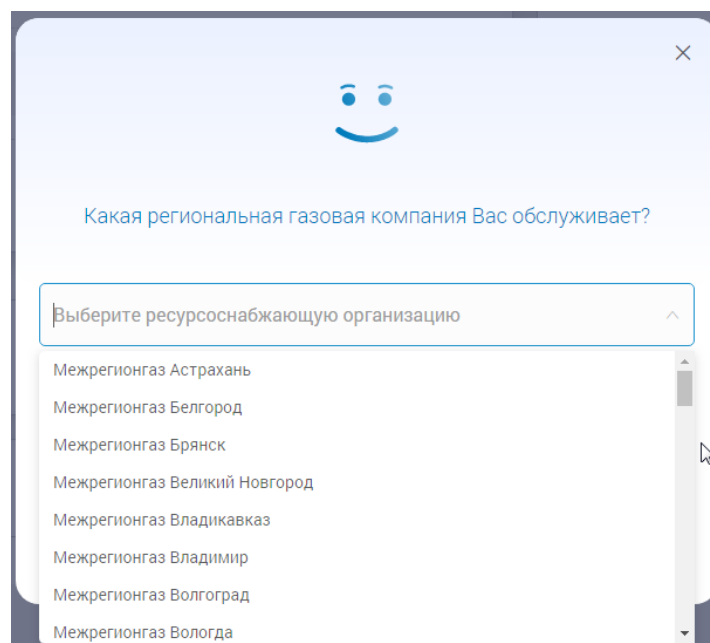 Какая региональная газовая компания Вас обслуживает?
Выберите ресурсоснабжающую организацию
Межрегионгаз Астрахань
Межрегионгаз Белгород
Межрегионгаз Брянск
Межрегионгаз Великий Новгород
Межрегионгаз Владикавказ
Межрегионгаз Владимир
Межрегионгаз Волгоград
Межрегионгаз Вологда